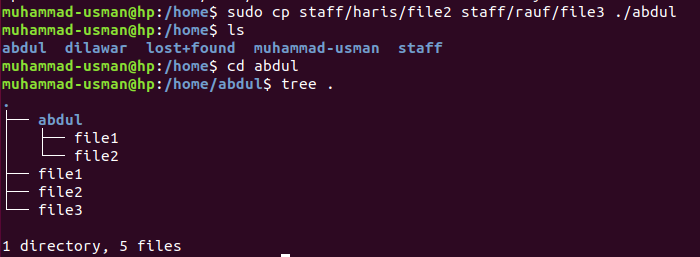 muhammad-usman@hp:/home$ sudo cp staff/haris/file2 staff/rauf/file3 ./abdul
muhammad-usman@hp:/home$ ls
abdul  dilawar  lost+found  muhammad-usman  staff
muhammad-usman@hp:/home$ cd abdul
muhammad-usman@hp:/home/abdul$ tree .
.
├── abdul
│   ├── file1
│   └── file2
├── file1
├── file2
└── file3
1 directory, 5 files